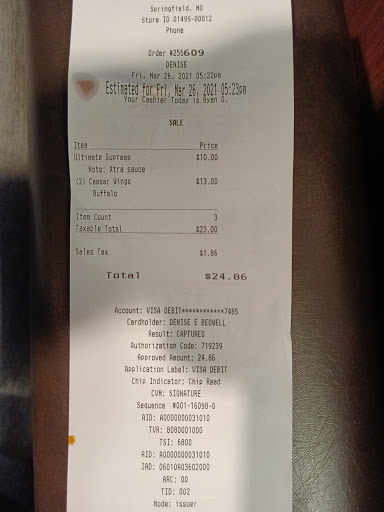 Springfield, MO
Store ID 01499-00012
Phone
Order #255609
DENISE
Fri, Mar 26, 2021 05:22pm
Estimated for Fri, Mar 26, 2021 05:23pm
Your Cashier Today is Ryan O.
SALE
Item Price
Ultimate Supreme $10.00
Note: Xtra sauce
(2) Caesar Wings $13.00
Buffalo
Item Count 3
Taxable Total $23.00
Sales Tax $1.86
Total $24.86
Account: VISA DEBIT************7485
Cardholder: DENISE E BEDWELL
Result: CAPTURED
Authorization Code: 719239
Approved Amount: 24.86
Application Label: VISA DEBIT
Chip Indicator: Chip Read
CVM: SIGNATURE
Sequence #001-16098-0
AID: A0000000031010
TVR: 8080001000
TSI: 6800
AID: A0000000031010
IAD: 06010A03602000
ARC: 00
TID: 002
Mode: issuer